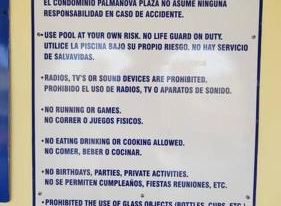 EL CONDOMINIO PALMANOVA PLAZA NO ASUME NINGUNA
RESPONSABILIDAD EN CASO DE ACCIDENTE.
•USE POOL AT YOUR OWN RISK. NO LIFE GUARD ON DUTY.
UTILICE LA PISCINA BAJO SU PROPIO RIESGO. NO HAY SERVICIO
DE SALVAVIDAS.
•RADIOS, TV'S OR SOUND DEVICES ARE PROHIBITED.
PROHIBIDO EL USO DE RADIOS, TV O APARATOS DE SONIDO.
•NO RUNNING OR GAMES.
NO CORRER O JUEGOS FISICOS.
•NO EATING DRINKING OR COOKING ALLOWED.
NO COMER, BEBER O COCINAR.
•NO BIRTHDAYS, PARTIES, PRIVATE ACTIVITIES.
NO SE PERMITEN CUMPLEAÑOS, FIESTAS REUNIONES, ETC.
•PROHIBITED THE USE OF GLASS OBJECTS (BOTTLES, CUPS, ETC.)